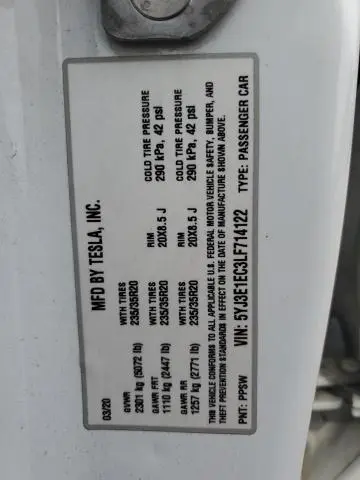 MFD BY TESLA, INC.
03/20
GVWR
2301 kg (5072 lb)
WITH TIRES
235/35R20
RIM
20X8.5 J
COLD TIRE PRESSURE
290 kPa, 42 psi
GAWR FRT
1110 kg (2447 lb)
WITH TIRES
235/35R20
RIM
20X8.5 J
COLD TIRE PRESSURE
290 kPa, 42 psi
GAWR RR
1257 kg (2771 lb)
WITH TIRES
235/35R20
THIS VEHICLE CONFORMS TO ALL APPLICABLE U.S. FEDERAL MOTOR VEHICLE SAFETY, BUMPER, AND
THEFT PREVENTION STANDARDS IN EFFECT ON THE DATE OF MANUFACTURE SHOWN ABOVE.
PNT: PPSW VIN: 5YJ3E1EC3LF714122 TYPE: PASSENGER CAR